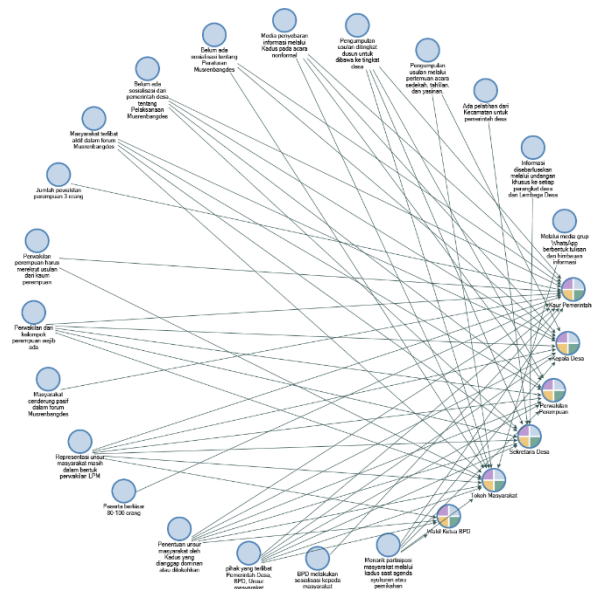 Belum ada
sosialisasi tentang
Peraturan
Musrenbangdes
Media penyebaran
informasi melalui
Kadus pada acara
nonformal
Pengumpulan
usulan ditingkat
dusun untuk
dibawa ke tingkat
desa
Pengumpulan
usulan melalui
pertemuan acara
sedekah, tahlilan,
dan yasinan.
Ada pelatihan dari
Kecamatan untuk
pemerintah desa
Informasi
disebarluaskan
melalui undangan
khusus ke setiap
perangkat desa
dan Lembaga Desa
Melalui media grup
WhatsApp
berbentuk tulisan
dan himbauan
informasi
Belum ada
sosialisasi dari
pemerintah desa
tentang
Pelaksanaan
Musrenbangdes
Masyarakat terlibat
aktif dalam forum
Musrenbangdes
Jumlah perwakilan
perempuan 3 orang
Perwakilan
perempuan harus
merekrut usulan
dari kaum
perempuan
Perwakilan dari
kelompok
perempuan wajib
ada
Masyarakat
cenderung pasif
dalam forum
Musrenbangdes
Representasi unsur
masyarakat masih
dalam bentuk
perwakilan LPM
Peserta berkisar
80-100 orang
Penentuan unsur
masyarakat oleh
Kadus yang
dianggap dominan
atau ditokohkan
pihak yang terlibat
Pemerintah Desa,
BPD, Unsur
masyarakat
BPD melakukan
sosialisasi kepada
masyarakat
Menarik partisipasi
masyarakat melalui
kadus saat agenda
syukuran atau
pernikahan
Kaur Pemerintah
Kepala Desa
Perwakilan
Perempuan
Sekretaris Desa
Tokoh Masyarakat
Wakil Ketua BPD